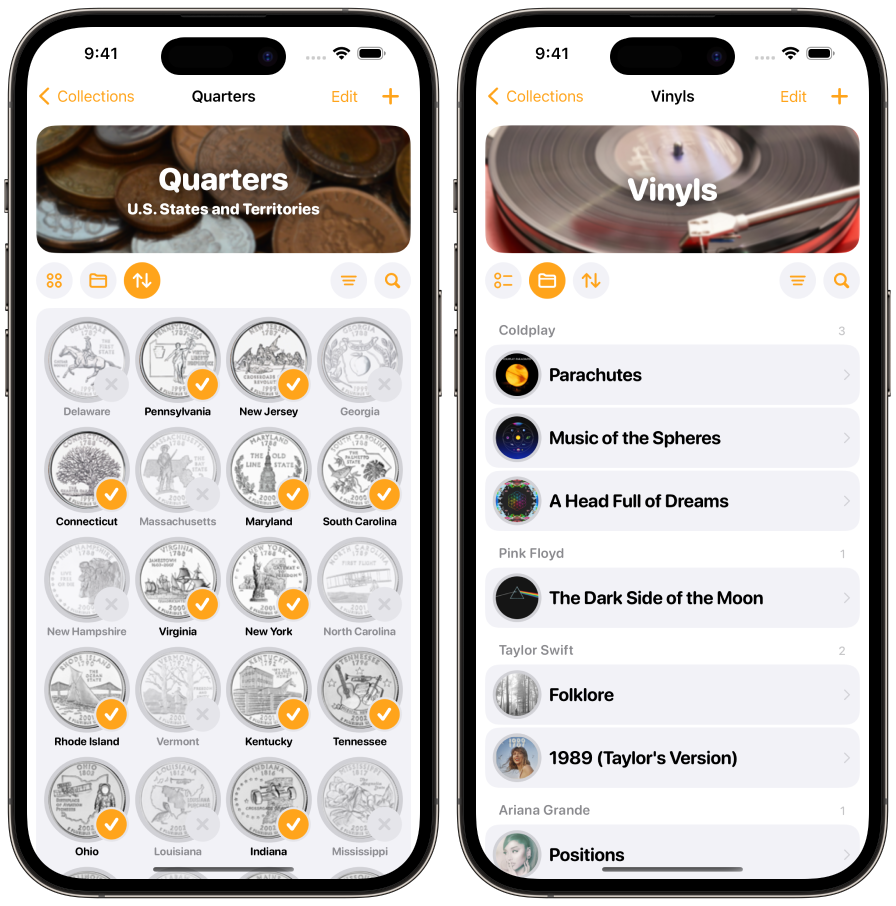 9:41
Collections
Quarters
Edit
Quarters
U.S. States and Territories
Delaware
Pennsylvania
New Jersey
Georgia
Connecticut
Massachusetts
Maryland
South Carolina
New Hampshire
Virginia
New York
North Carolina
Rhode Island
Vermont
Kentucky
Tennessee
Ohio
Louisiana
Indiana
Mississippi
9:41
Collections
Vinyls
Edit
Vinyls
Coldplay
3
Parachutes
Music of the Spheres
A Head Full of Dreams
Pink Floyd
1
The Dark Side of the Moon
Taylor Swift
2
Folklore
1989 (Taylor's Version)
Ariana Grande
1
Positions